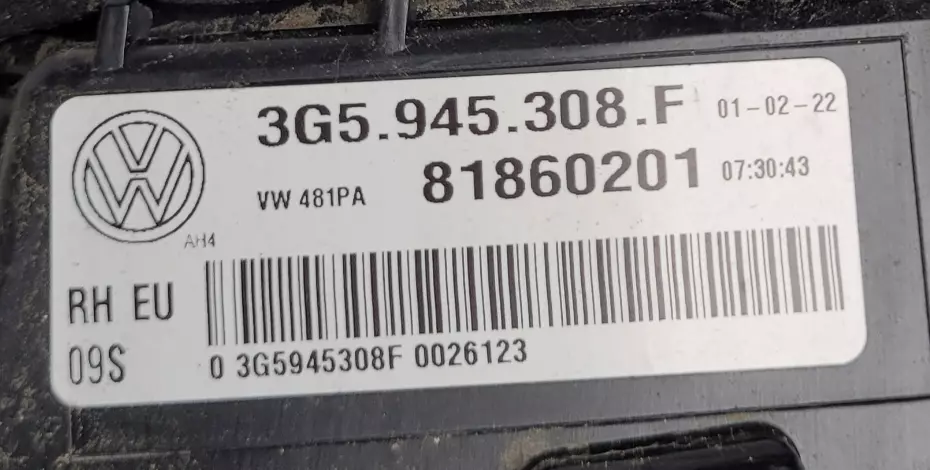 3G5.945.308.F 01-02-22
VW 481PA 81860201 07:30:43
AH4
RH EU
09S
0 3G5945308F 0026123